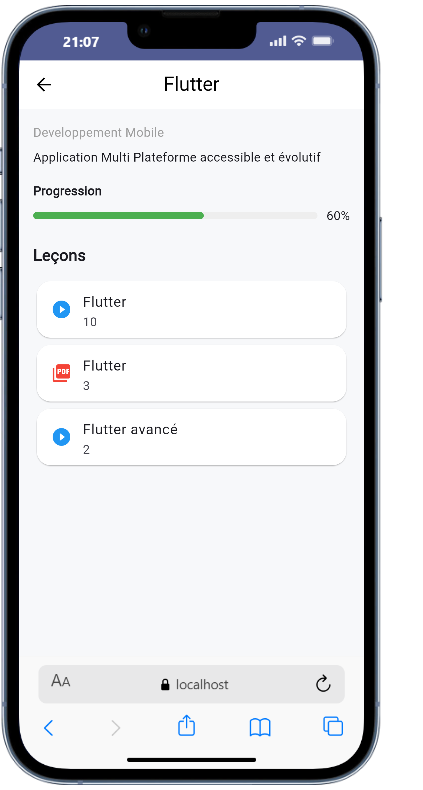 21:07
Flutter
Developpement Mobile
Application Multi Plateforme accessible et évolutif
Progression
60%
Leçons
Flutter
10
PDF
Flutter
3
Flutter avancé
2
AA
localhost